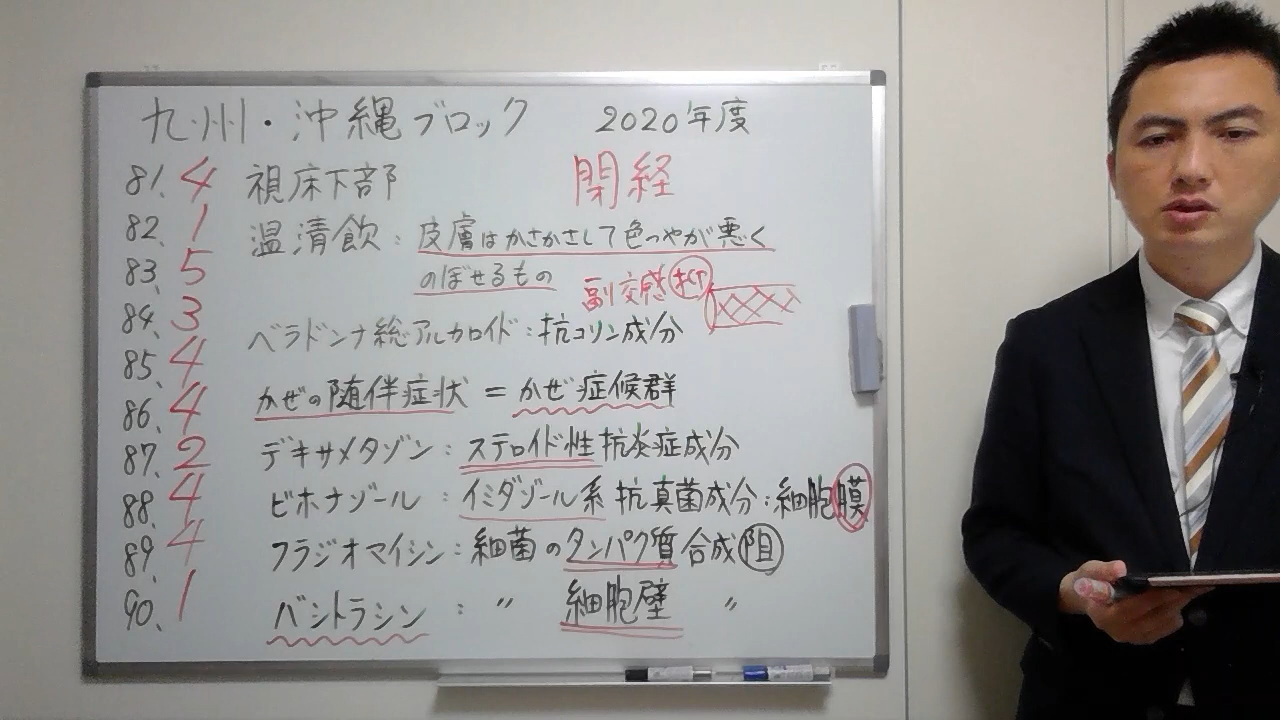 九州・沖縄ブロック 2020年度
81. 4 視床下部 閉経
82. 1 温清飲:皮膚はかさかさして色つやが悪く
83. 5 のぼせるもの
副交感
84. 3 ベラドンナ総アルカロイド:抗コリン成分
85. 4
86. 4 かぜの随伴症状=かぜ症候群
87. 2 デキサメタゾン:ステロイド性抗炎症成分
88. 4 ビホナゾール:イミダゾール系抗真菌成分:細胞膜
89. 4 フラジオマイシン:細菌のタンパク質合成阻
90. 1 バシトラシン:〃 細胞壁 〃